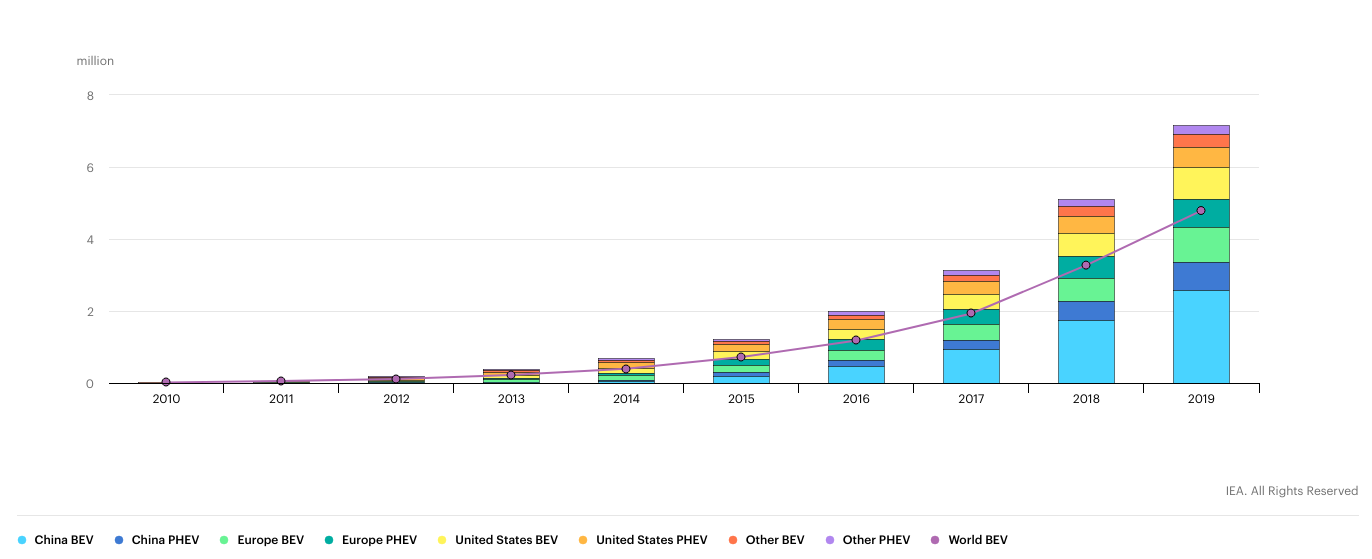 million
8
6
4
2
0
2010 2011 2012 2013 2014 2015 2016 2017 2018 2019
IEA. All Rights Reserved
China BEV China PHEV Europe BEV Europe PHEV United States BEV United States PHEV Other BEV Other PHEV World BEV